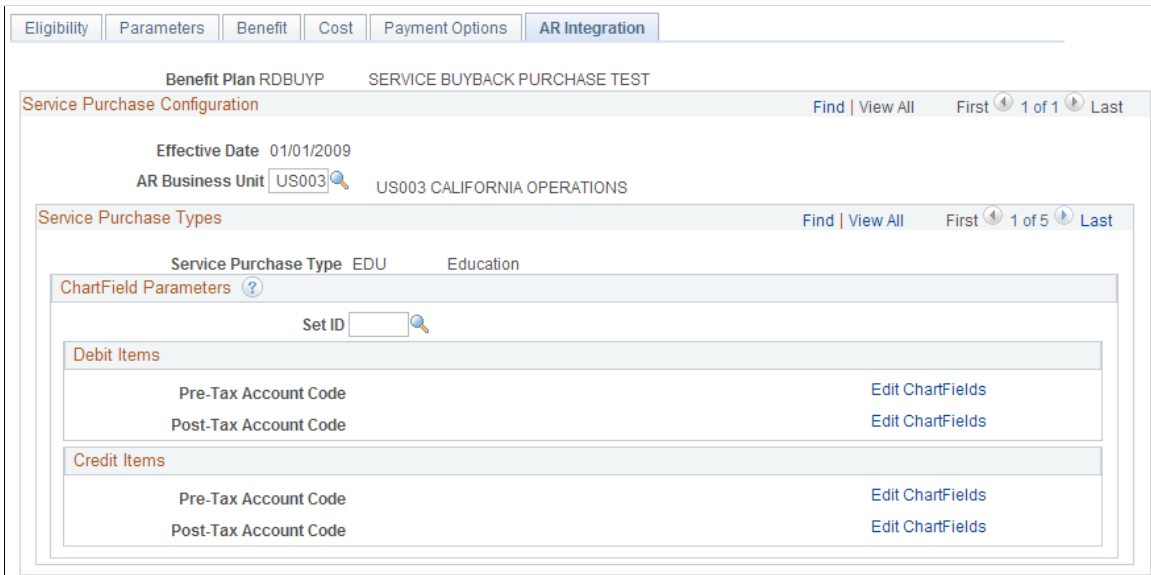 Eligibility Parameters Benefit Cost Payment Options AR Integration
Benefit Plan RDBUYP SERVICE BUYBACK PURCHASE TEST
Service Purchase Configuration Find | View All First 1 of 1 Last
Effective Date 01/01/2009
AR Business Unit US003 US003 CALIFORNIA OPERATIONS
Service Purchase Types Find | View All First 1 of 5 Last
Service Purchase Type EDU Education
ChartField Parameters ?
Set ID
Debit Items
Pre-Tax Account Code Edit ChartFields
Post-Tax Account Code Edit ChartFields
Credit Items
Pre-Tax Account Code Edit ChartFields
Post-Tax Account Code Edit ChartFields